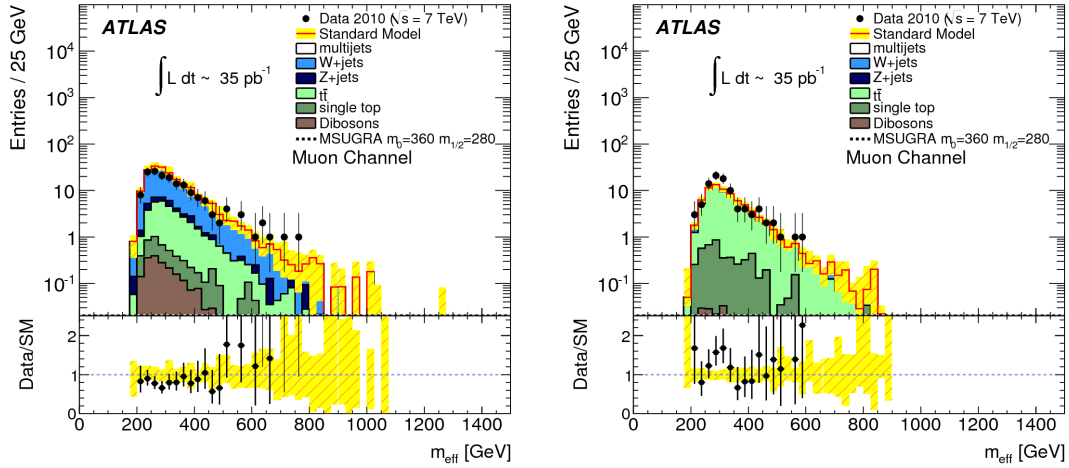 ATLAS
Data 2010 (√s = 7 TeV)
Standard Model
multijets
W+jets
Z+jets
tt̄
single top
Dibosons
MSUGRA m₀=360 m₁/₂=280
Muon Channel
∫L dt ~ 35 pb⁻¹
Entries / 25 GeV
10⁴
10³
10²
10
1
10⁻¹
Data/SM
2
1
0
0 200 400 600 800 1000 1200 1400
m_eff [GeV]
ATLAS
Data 2010 (√s = 7 TeV)
Standard Model
multijets
W+jets
Z+jets
tt̄
single top
Dibosons
MSUGRA m₀=360 m₁/₂=280
Muon Channel
∫L dt ~ 35 pb⁻¹
Entries / 25 GeV
10⁴
10³
10²
10
1
10⁻¹
Data/SM
2
1
0
0 200 400 600 800 1000 1200 1400
m_eff [GeV]